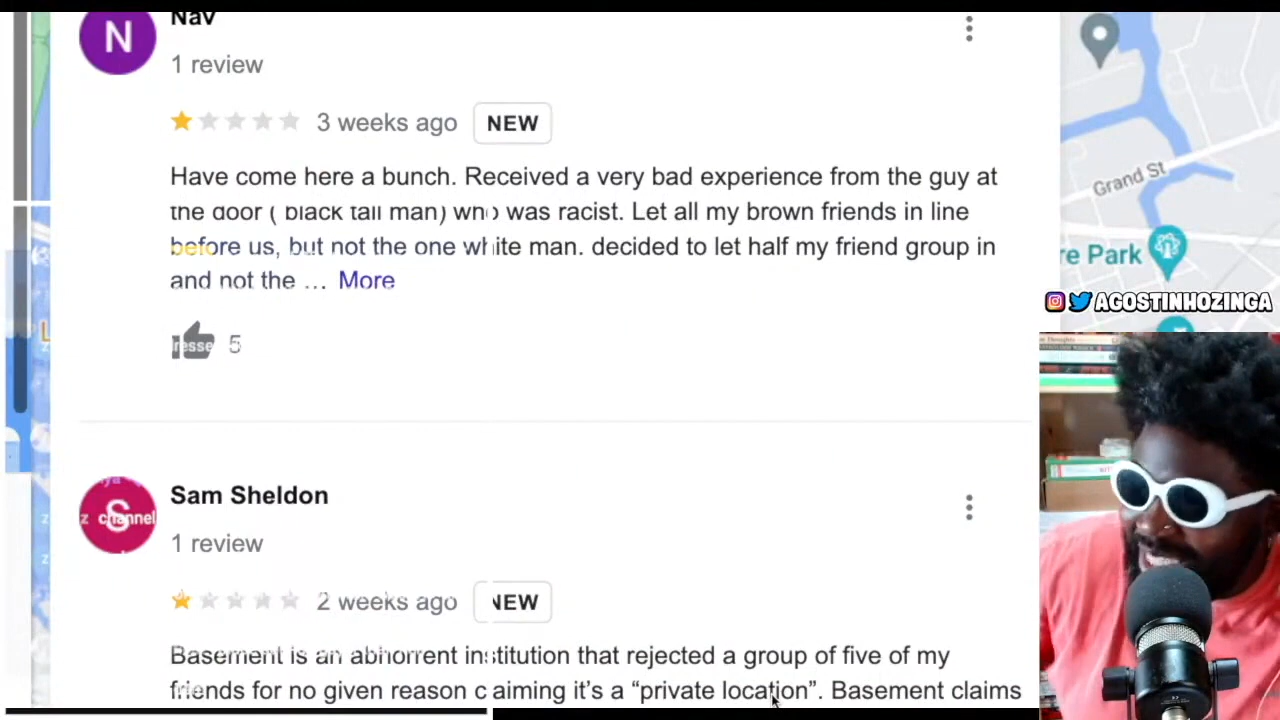 Nav
1 review
3 weeks ago NEW
Have come here a bunch. Received a very bad experience from the guy at
the door ( black tall man) who was racist. Let all my brown friends in line
before us, but not the one white man. decided to let half my friend group in
and not the … More
5
Sam Sheldon
1 review
2 weeks ago NEW
Basement is an abhorrent institution that rejected a group of five of my
friends for no given reason claiming it’s a “private location”. Basement claims
Grand St
re Park
AGOSTINHOZINGA
N
S
z channel